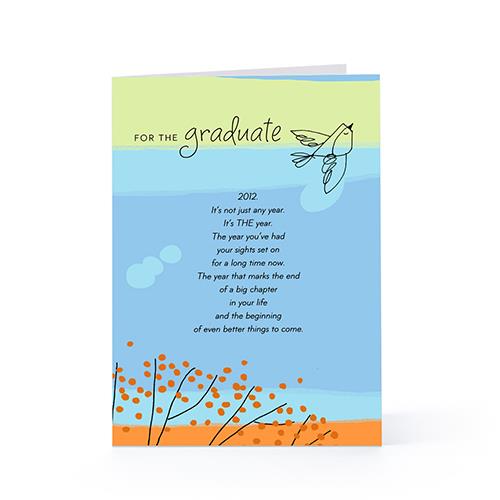 FOR THE graduate
2012.
It's not just any year.
It's THE year.
The year you've had
your sights set on
for a long time now.
The year that marks the end
of a big chapter
in your life
and the beginning
of even better things to come.